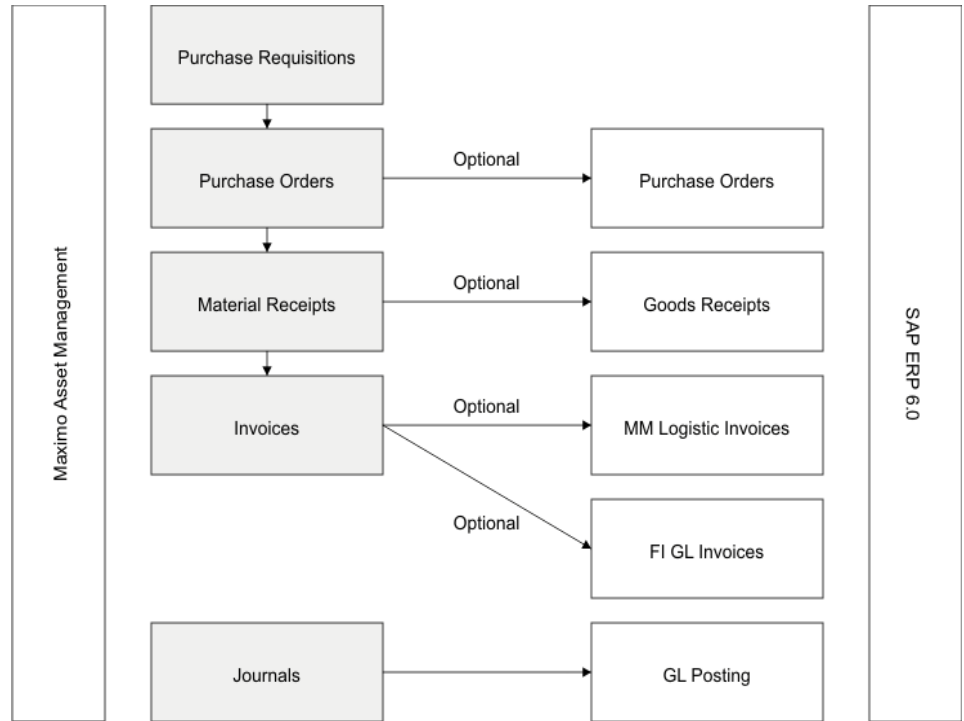 Maximo Asset Management
Purchase Requisitions
Purchase Orders
Optional
Purchase Orders
Material Receipts
Optional
Goods Receipts
Invoices
Optional
MM Logistic Invoices
Optional
FI GL Invoices
Journals
GL Posting
SAP ERP 6.0